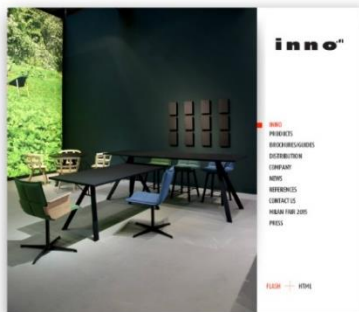 inno
INNO
PRODUCTS
BROCHURES/GUIDES
DISTRIBUTION
COMPANY
NEWS
REFERENCES
CONTACT US
MILAN FAIR 2015
PRESS
FLASH HTML